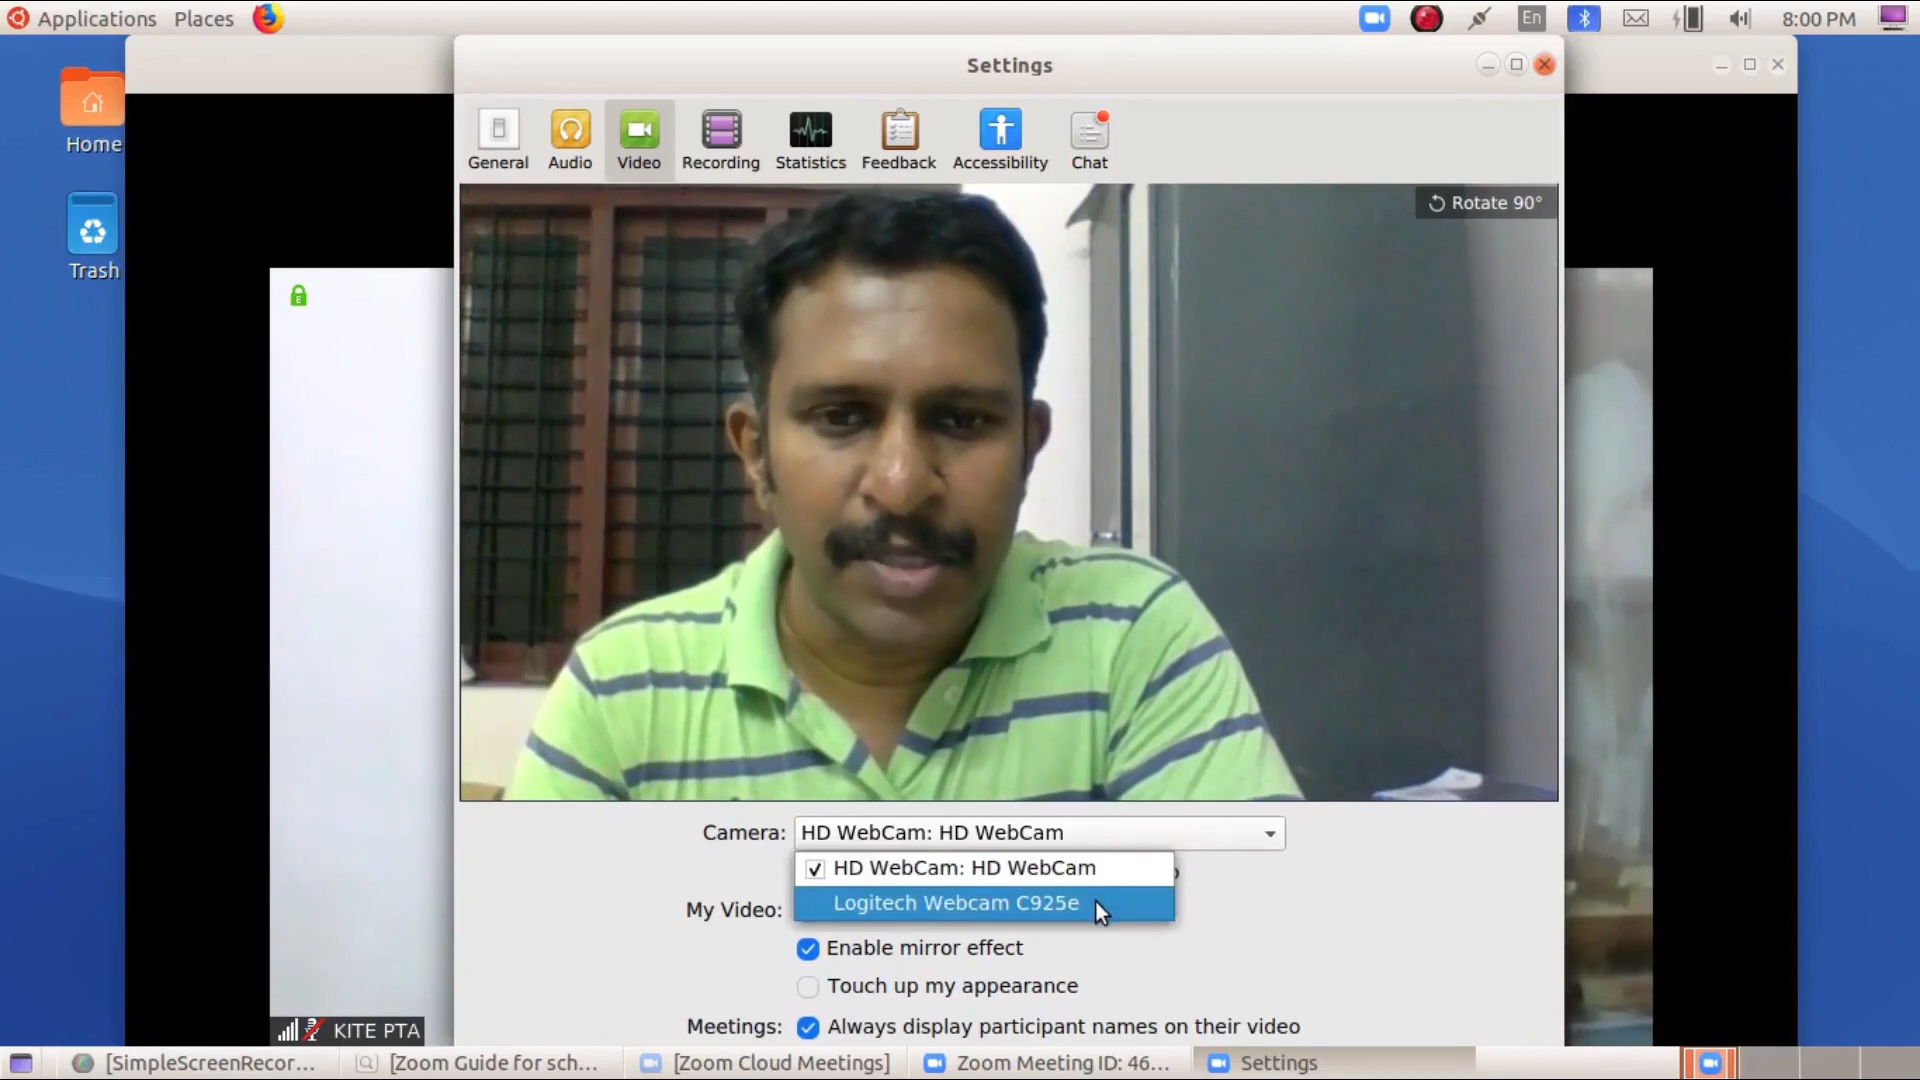 Applications Places
En
8:00 PM
Settings
Home
Trash
General Audio Video Recording Statistics Feedback Accessibility Chat
Rotate 90°
E
Camera: HD WebCam: HD WebCam
HD WebCam: HD WebCam
Logitech Webcam C925e
My Video:
Enable mirror effect
Touch up my appearance
Meetings: Always display participant names on their video
KITE PTA
[SimpleScreenRecor... [Zoom Guide for sch... [Zoom Cloud Meetings] Zoom Meeting ID: 46... Settings